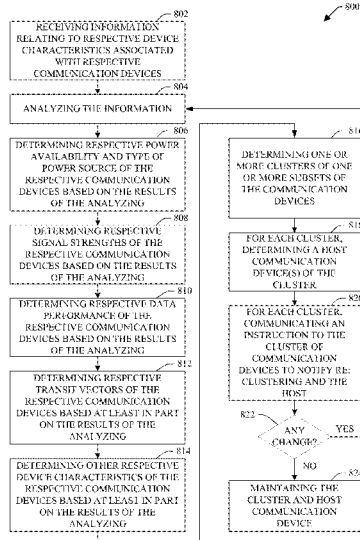 800
802
RECEIVING INFORMATION
RELATING TO RESPECTIVE DEVICE
CHARACTERISTICS ASSOCIATED
WITH RESPECTIVE
COMMUNICATION DEVICES
804
ANALYZING THE INFORMATION
806
DETERMINING RESPECTIVE POWER
AVAILABILITY AND TYPE OF
POWER SOURCE OF THE
RESPECTIVE COMMUNICATION
DEVICES BASED ON THE RESULTS
OF THE ANALYZING
808
DETERMINING RESPECTIVE
SIGNAL STRENGTHS OF THE
RESPECTIVE COMMUNICATION
DEVICES BASED ON THE RESULTS
OF THE ANALYZING
810
DETERMINING RESPECTIVE DATA
PERFORMANCE OF THE
RESPECTIVE COMMUNICATION
DEVICES BASED ON THE RESULTS
OF THE ANALYZING
812
DETERMINING RESPECTIVE
TRANSIT VECTORS OF THE
RESPECTIVE COMMUNICATION
DEVICES BASED AT LEAST IN PART
ON THE RESULTS OF THE
ANALYZING
814
DETERMINING OTHER RESPECTIVE
DEVICE CHARACTERISTICS OF THE
RESPECTIVE COMMUNICATION
DEVICES BASED AT LEAST IN PART
ON THE RESULTS OF THE
ANALYZING
DETERMINING ONE OR
MORE CLUSTERS OF ONE
OR MORE SUBSETS OF
THE COMMUNICATION
DEVICES
FOR EACH CLUSTER,
DETERMINING A HOST
COMMUNICATION
DEVICE(S) OF THE
CLUSTER
FOR EACH CLUSTER,
COMMUNICATING AN
INSTRUCTION TO THE
CLUSTER OF
COMMUNICATION
DEVICES TO NOTIFY RE:
CLUSTERING AND THE
HOST
822
ANY
CHANGE?
YES
NO
MAINTAINING THE
CLUSTER AND HOST
COMMUNICATION
DEVICE